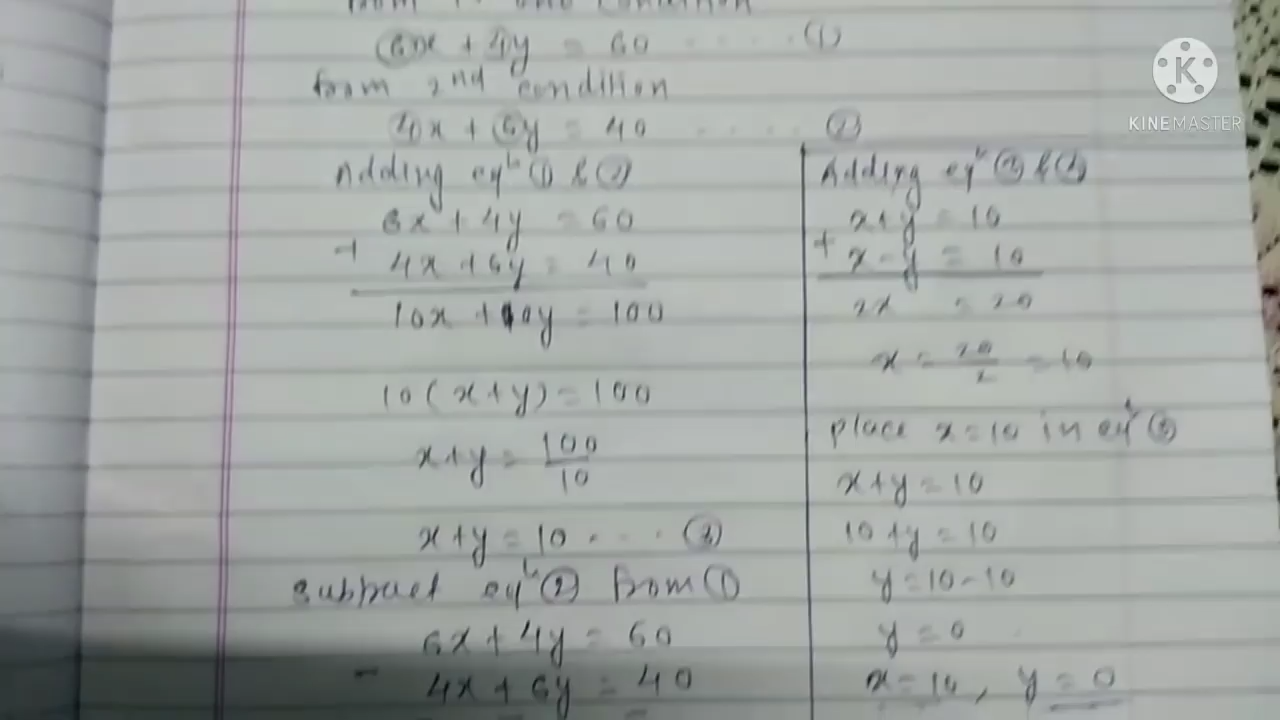 6x + 4y = 60 ..... (1)
from 2nd condition
4x + 6y = 40 ..... (2)
Adding eqn (1) & (2)
6x + 4y = 60
+ 4x + 6y = 40
10x + 10y = 100
10(x+y) = 100
x+y = 100/10
x+y = 10 ... (3)
subtract eqn (2) from (1)
6x + 4y = 60
- 4x + 6y = 40
Adding eqn (3) &
x+y = 10
+ x-y = 10
2x = 20
x = 20/2 = 10
place x=10 in eqn (3)
x+y = 10
10+y = 10
y = 10-10
y = 0
x=10, y=0
KINEMASTER